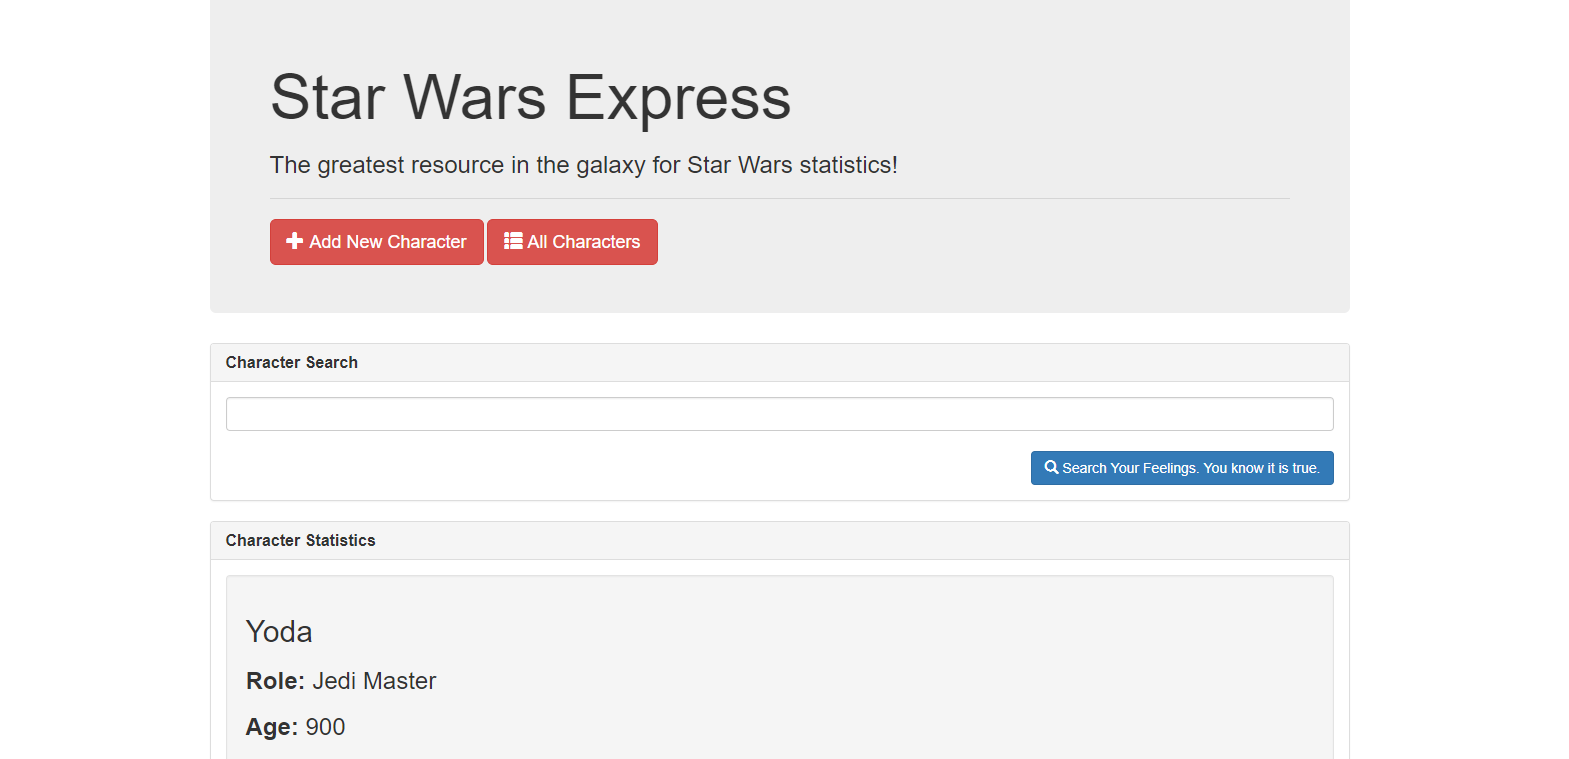 Star Wars Express
The greatest resource in the galaxy for Star Wars statistics!
Add New Character All Characters
Character Search
Search Your Feelings. You know it is true.
Character Statistics
Yoda
Role: Jedi Master
Age: 900